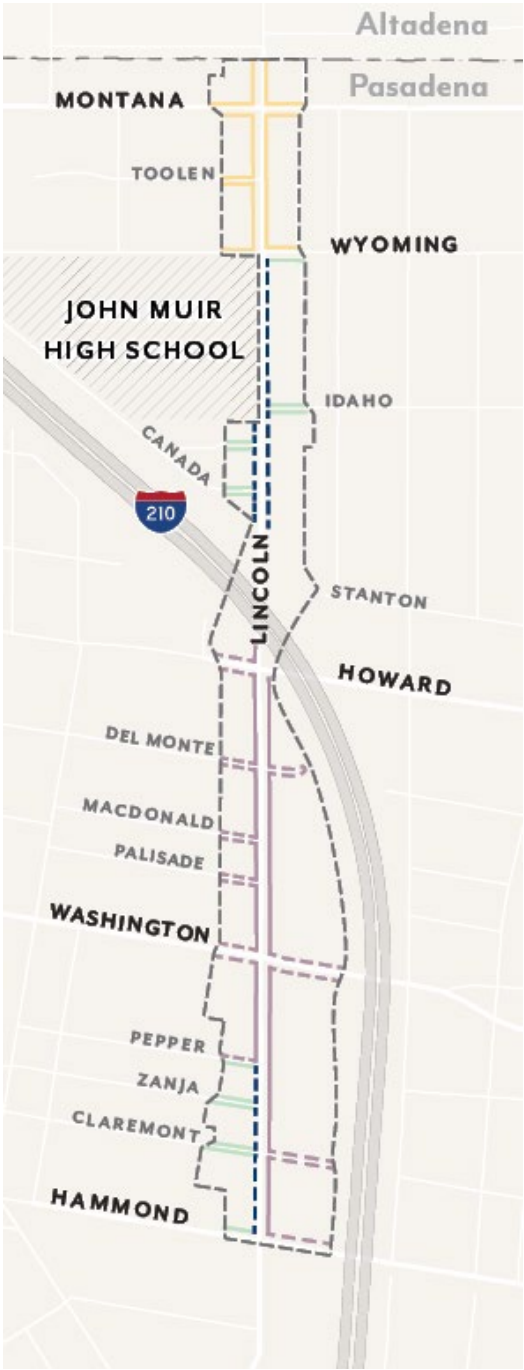 Altadena
Pasadena
MONTANA
TOOLEN
WYOMING
JOHN MUIR
HIGH SCHOOL
IDAHO
CANADA
210
LINCOLN
STANTON
HOWARD
DEL MONTE
MACDONALD
PALISADE
WASHINGTON
PEPPER
ZANJA
CLAREMONT
HAMMOND